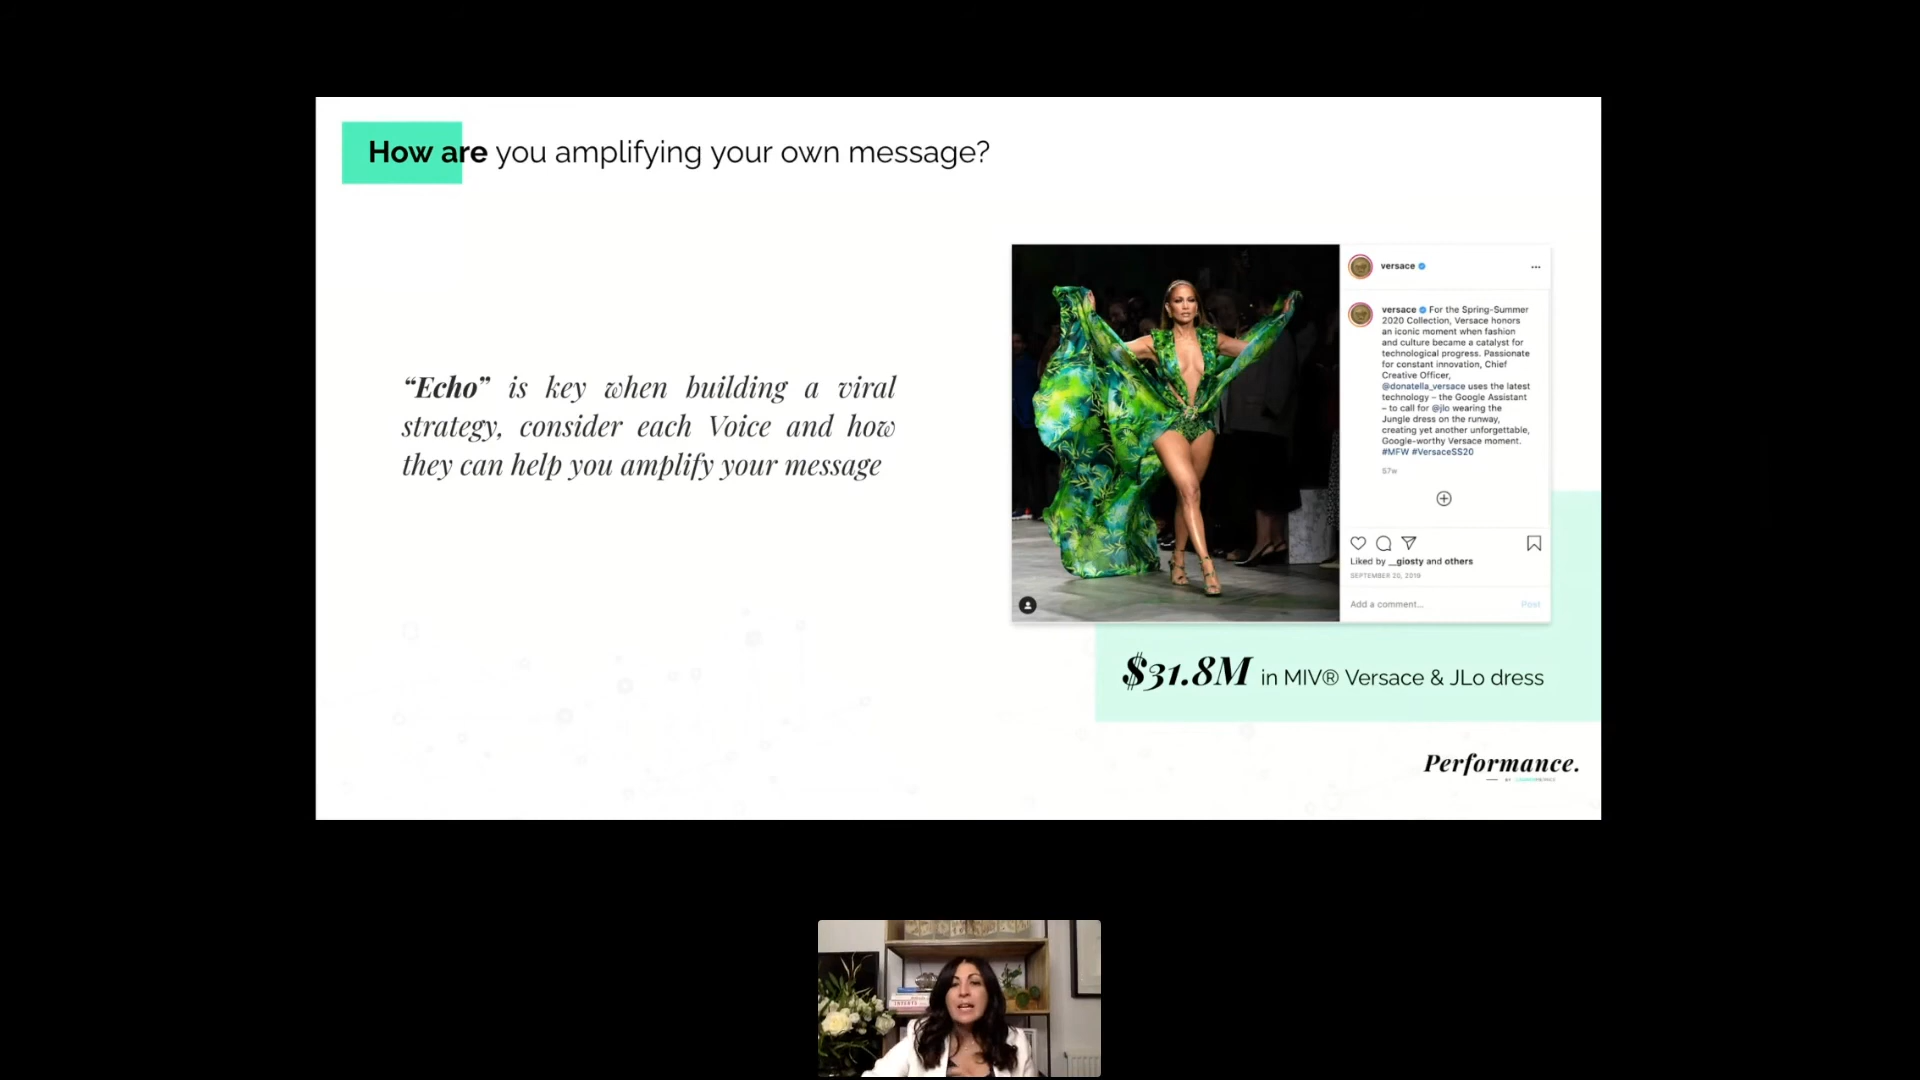 How are you amplifying your own message?
“Echo” is key when building a viral
strategy, consider each Voice and how
they can help you amplify your message
versace
versace For the Spring-Summer
2020 Collection, Versace honors
an iconic moment when fashion
and culture became a catalyst for
technological progress. Passionate
for constant innovation, Chief
Creative Officer,
@donatella_versace uses the latest
technology – the Google Assistant
– to call for @jlo wearing the
Jungle dress on the runway,
creating yet another unforgettable,
Google-worthy Versace moment.
#MFW #VersaceSS20
57w
Liked by __giosty and others
SEPTEMBER 20, 2019
Add a comment...
Post
$31.8M in MIV® Versace & JLo dress
Performance.